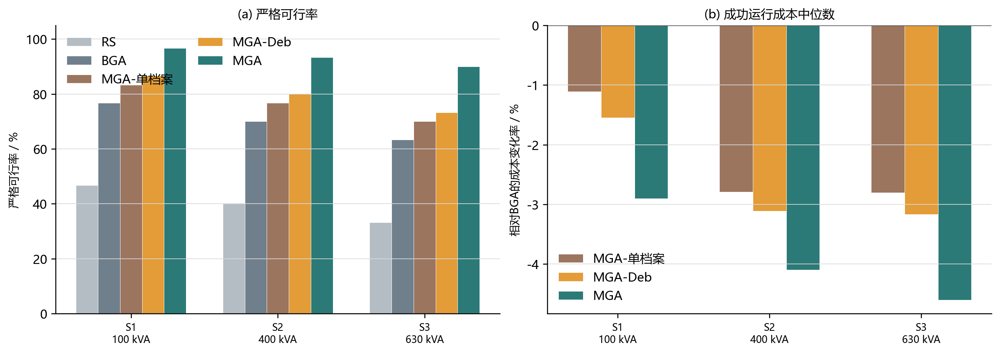 (a) 严格可行率
严格可行率 / %
100
80
60
40
20
0
RS
BGA
MGA-单档案
MGA-Deb
MGA
S1
100 kVA
S2
400 kVA
S3
630 kVA
(b) 成功运行成本中位数
相对BGA的成本变化率 / %
0
-1
-2
-3
-4
MGA-单档案
MGA-Deb
MGA
S1
100 kVA
S2
400 kVA
S3
630 kVA